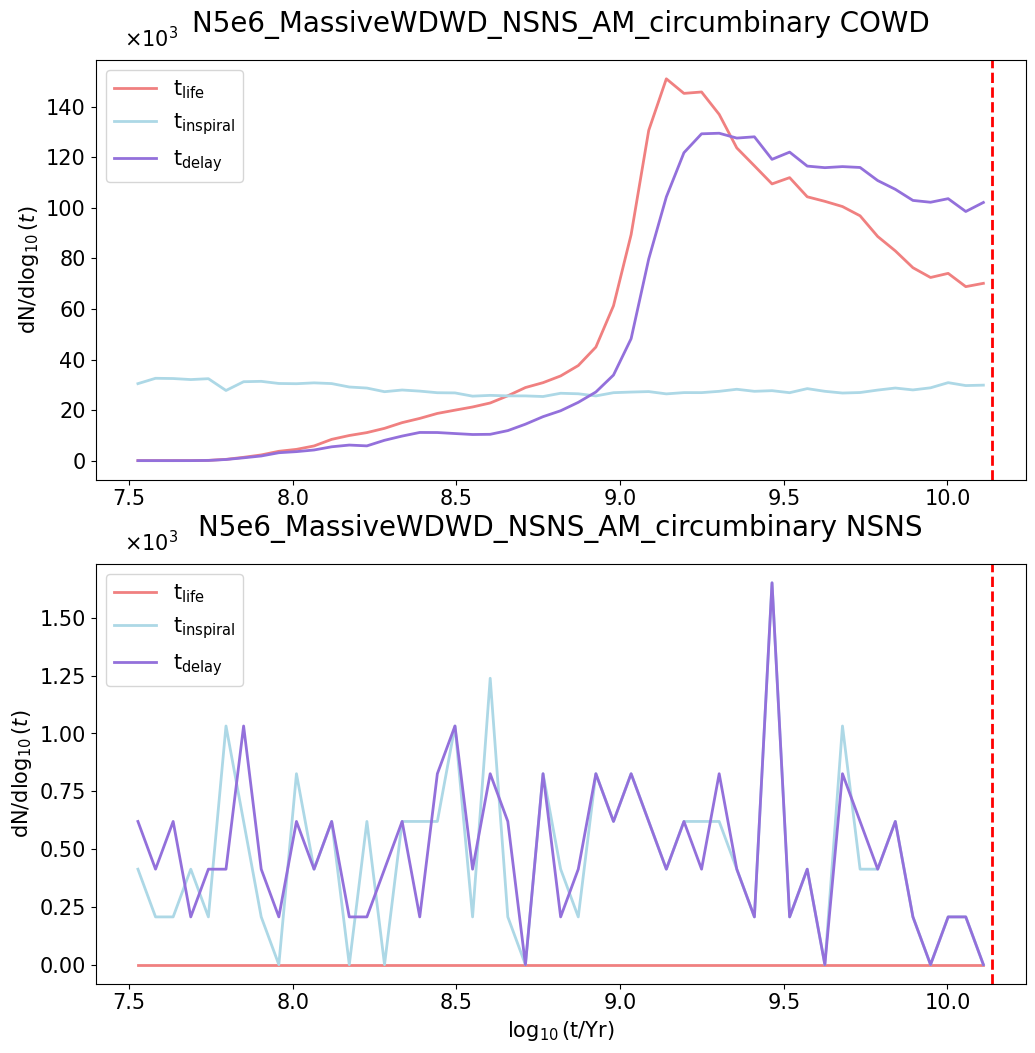 N5e6_MassiveWDWD_NSNS_AM_circumbinary COWD
×10³
t_life
t_inspiral
t_delay
dN/dlog₁₀(t)
140
120
100
80
60
40
20
0
7.5 8.0 8.5 9.0 9.5 10.0
N5e6_MassiveWDWD_NSNS_AM_circumbinary NSNS
×10³
t_life
t_inspiral
t_delay
dN/dlog₁₀(t)
1.50
1.25
1.00
0.75
0.50
0.25
0.00
7.5 8.0 8.5 9.0 9.5 10.0
log₁₀(t/Yr)